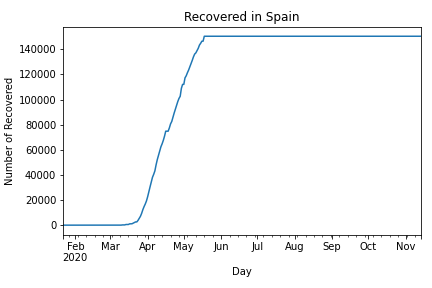 Recovered in Spain
Number of Recovered
140000
120000
100000
80000
60000
40000
20000
0
Feb Mar Apr May Jun Jul Aug Sep Oct Nov
2020
Day